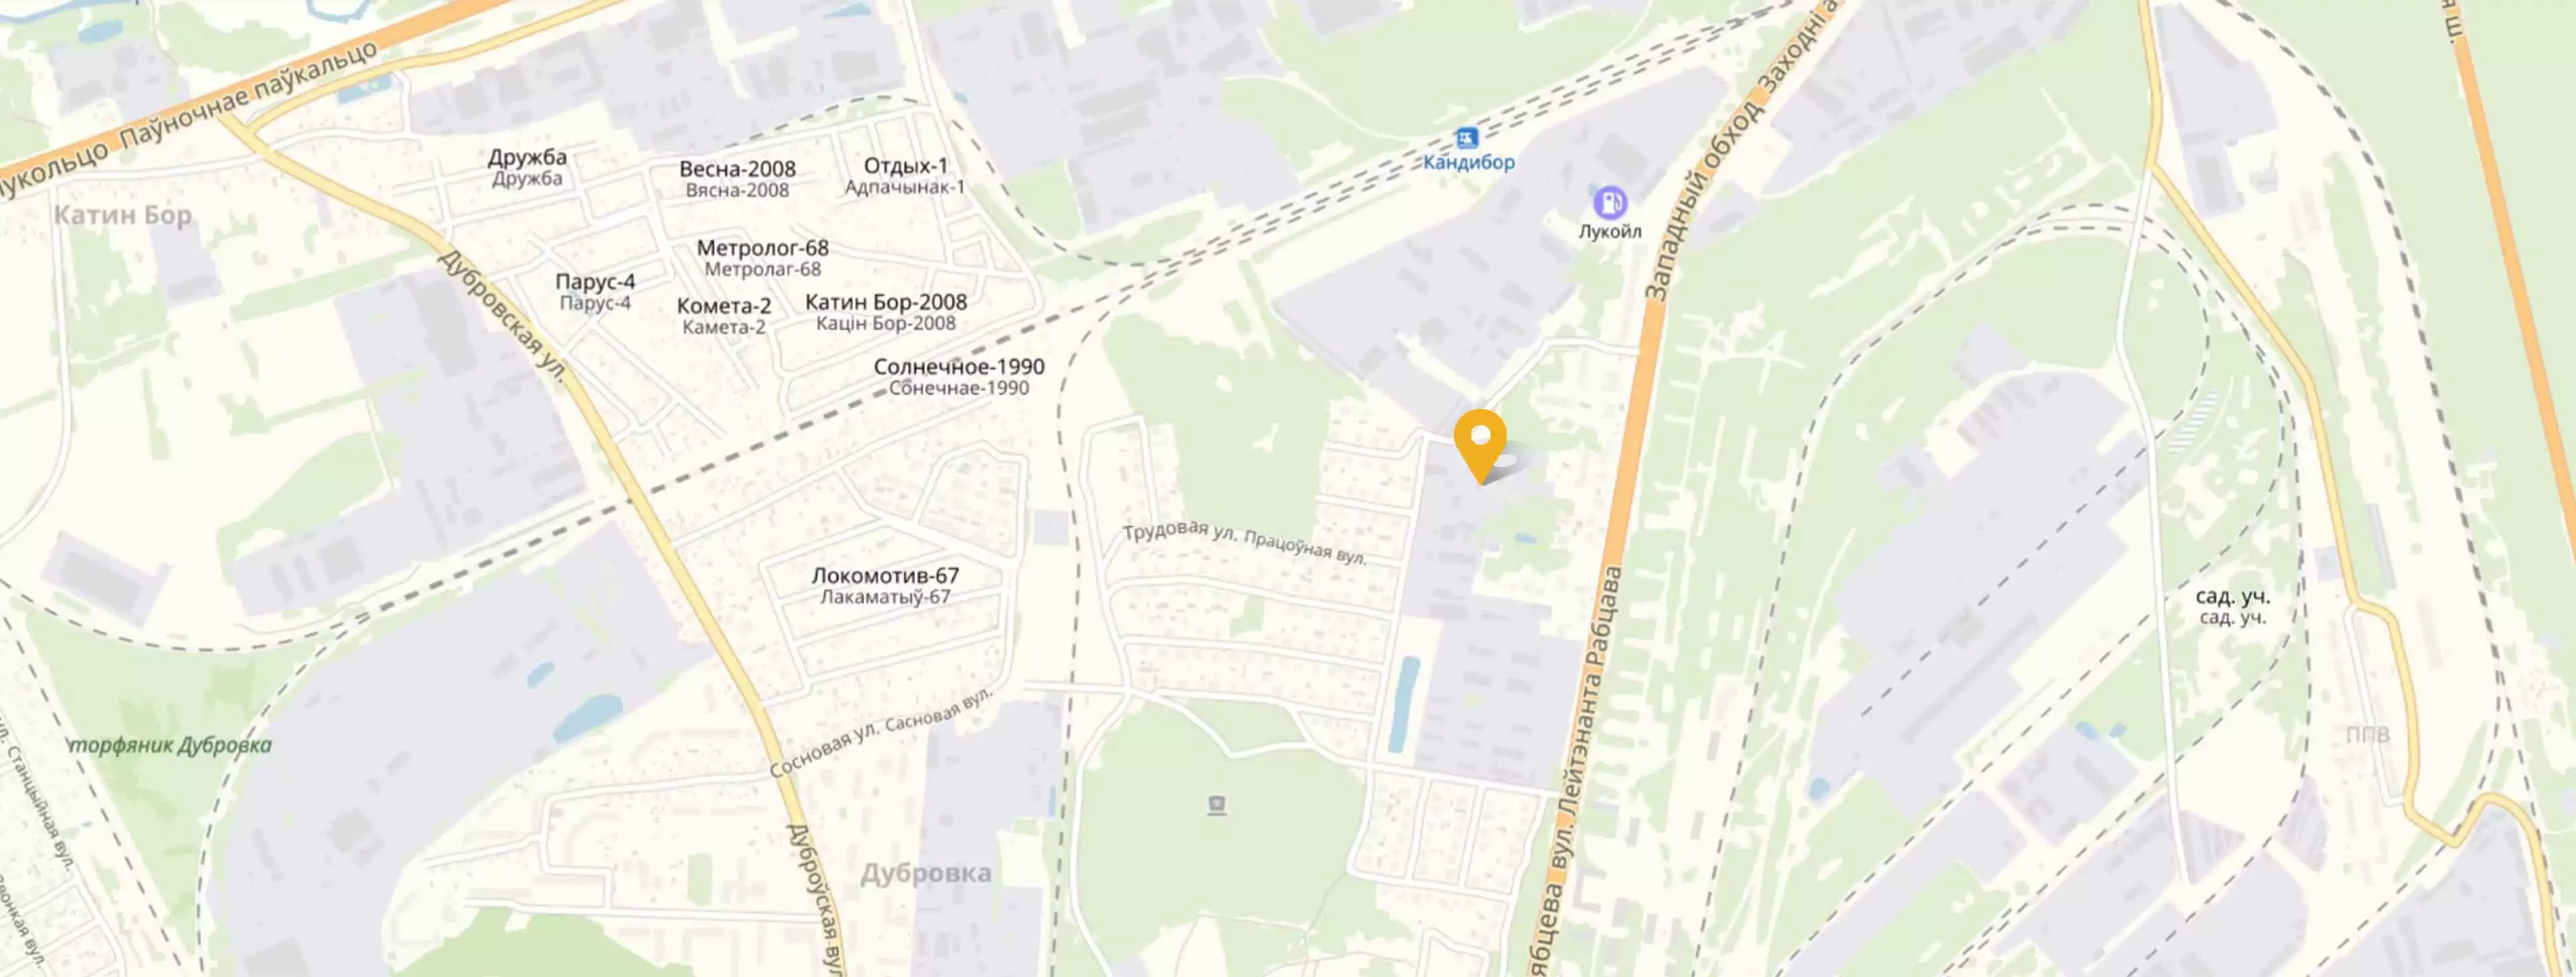 Паўночнае паўкальцо
Заходні
Западный обход
я ш.
Кандибор
Лукойл
Дружба
Дружба
Весна-2008
Вясна-2008
Отдых-1
Адпачынак-1
Катин Бор
Метролог-68
Метролаг-68
Парус-4
Парус-4
Комета-2
Камета-2
Катин Бор-2008
Кацін Бор-2008
Дубровская ул.
Солнечное-1990
Сонечнае-1990
Трудовая ул. Працоўная вул.
Локомотив-67
Лакаматыў-67
сад. уч.
сад. уч.
Сосновая ул. Сасновая вул.
торфяник Дубровка
ППВ
ул. Станцыйная вул.
Дубровка
Дуброўская вул
ябцева вул. Лейтэнанта Рабцава